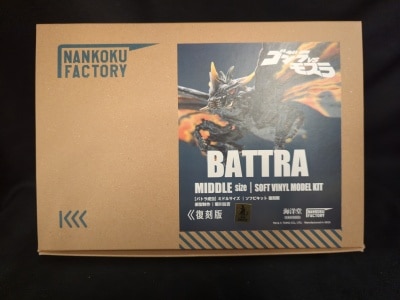 NANKOKU
FACTORY
ゴジラvs
モスラ
BATTRA
MIDDLE size | SOFT VINYL MODEL KIT
[バトラ成虫] ミドルサイズ | ソフビキット 復刻版
復刻版
海洋堂
NANKOKU
FACTORY